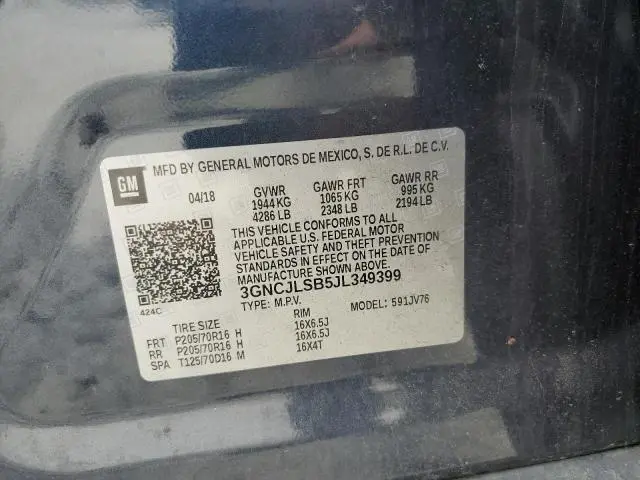 MFD BY GENERAL MOTORS DE MEXICO, S. DE R.L. DE C.V.
GM
04/18 GVWR GAWR FRT GAWR RR
1944 KG 1065 KG 995 KG
4286 LB 2348 LB 2194 LB
THIS VEHICLE CONFORMS TO ALL
APPLICABLE U.S. FEDERAL MOTOR
VEHICLE SAFETY AND THEFT PREVENTION
STANDARDS IN EFFECT ON THE DATE OF
MANUFACTURE SHOWN ABOVE.
3GNCJLSB5JL349399
TYPE: M.P.V. MODEL: 591JV76
424C
TIRE SIZE RIM
FRT P205/70R16 H 16X6.5J
RR P205/70R16 H 16X6.5J
SPA T125/70D16 M 16X4T